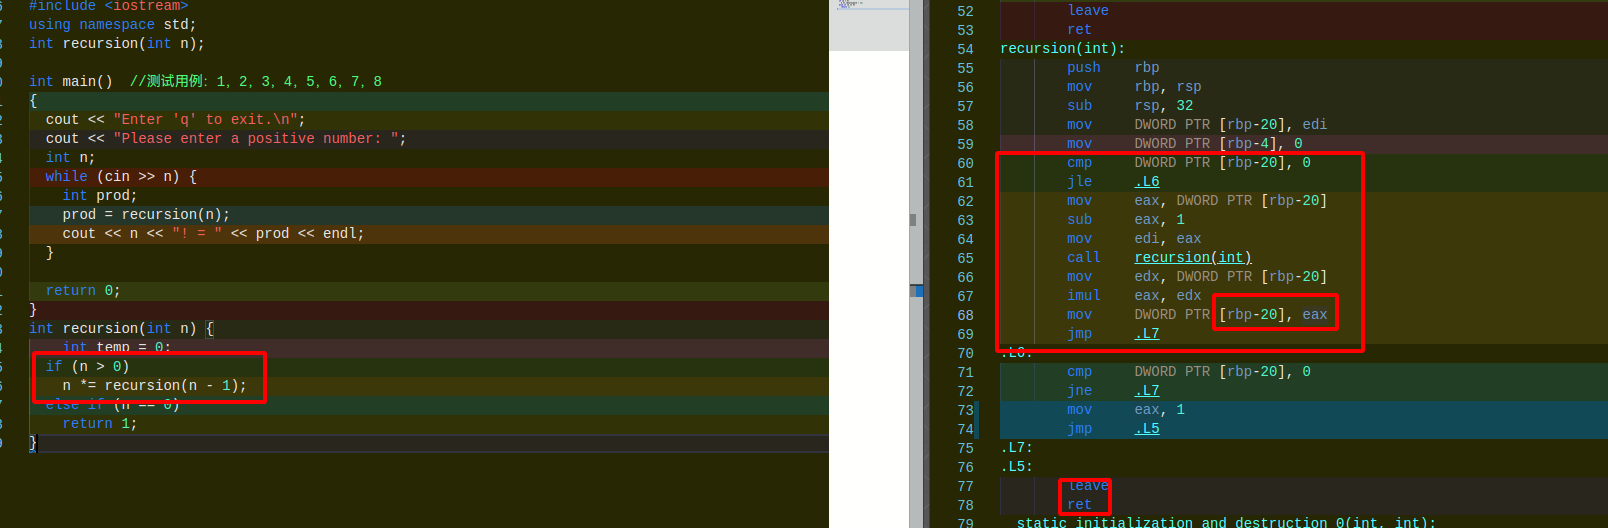 #include <iostream>
using namespace std;
int recursion(int n);
int main()  //测试用例: 1, 2, 3, 4, 5, 6, 7, 8
{
cout << "Enter 'q' to exit.\n";
cout << "Please enter a positive number: ";
int n;
while (cin >> n) {
int prod;
prod = recursion(n);
cout << n << "! = " << prod << endl;
}
return 0;
}
int recursion(int n) {
int temp = 0;
if (n > 0)
n *= recursion(n - 1);
else if (n == 0)
return 1;
}
52 leave
53 ret
54 recursion(int):
55 push rbp
56 mov rbp, rsp
57 sub rsp, 32
58 mov DWORD PTR [rbp-20], edi
59 mov DWORD PTR [rbp-4], 0
60 cmp DWORD PTR [rbp-20], 0
61 jle .L6
62 mov eax, DWORD PTR [rbp-20]
63 sub eax, 1
64 mov edi, eax
65 call recursion(int)
66 mov edx, DWORD PTR [rbp-20]
67 imul eax, edx
68 mov DWORD PTR [rbp-20], eax
69 jmp .L7
70 .L6:
71 cmp DWORD PTR [rbp-20], 0
72 jne .L7
73 mov eax, 1
74 jmp .L5
75 .L7:
76 .L5:
77 leave
78 ret
79 static initialization and destruction 0(int, int):